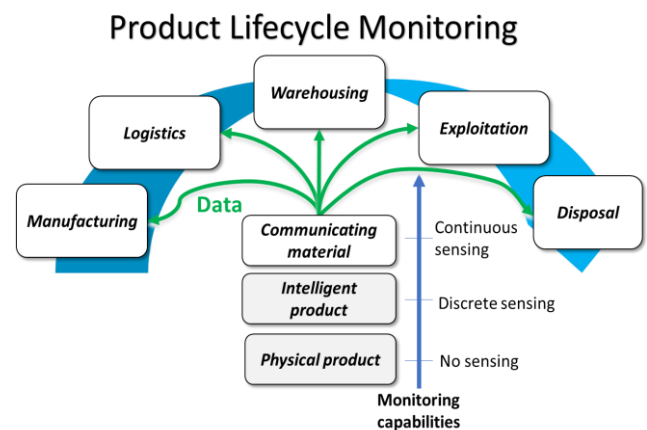 Product Lifecycle Monitoring
Warehousing
Logistics
Exploitation
Manufacturing
Data
Disposal
Communicating
material
Continuous
sensing
Intelligent
product
Discrete sensing
Physical product
No sensing
Monitoring
capabilities